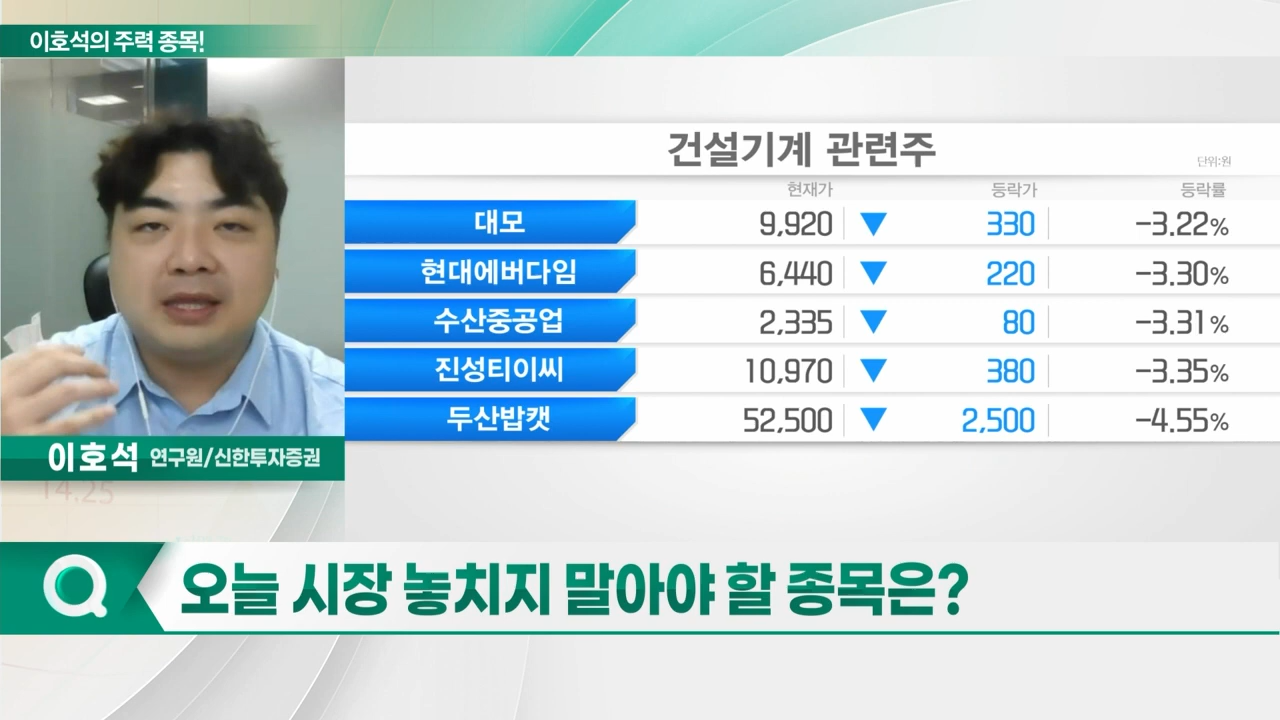 이호석의 주력 종목!
건설기계 관련주
단위:원
현재가 등락가 등락률
대모 9,920 ▼ 330 -3.22%
현대에버다임 6,440 ▼ 220 -3.30%
수산중공업 2,335 ▼ 80 -3.31%
진성티이씨 10,970 ▼ 380 -3.35%
두산밥캣 52,500 ▼ 2,500 -4.55%
이호석 연구원/신한투자증권
14.25
Q 오늘 시장 놓치지 말아야 할 종목은?